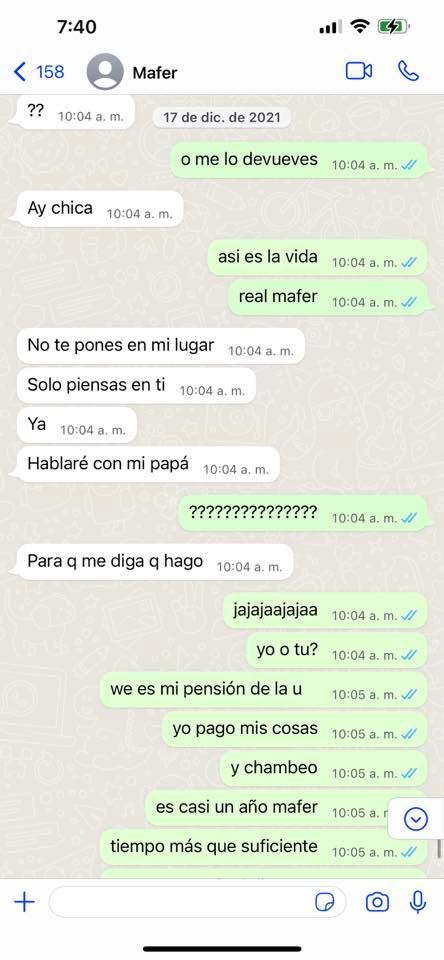 7:40
158
Mafer
?? 10:04 a. m.
17 de dic. de 2021
o me lo devueves 10:04 a. m.
Ay chica 10:04 a. m.
asi es la vida 10:04 a. m.
real mafer 10:04 a. m.
No te pones en mi lugar 10:04 a. m.
Solo piensas en ti 10:04 a. m.
Ya 10:04 a. m.
Hablaré con mi papá 10:04 a. m.
??????????????? 10:04 a. m.
Para q me diga q hago 10:04 a. m.
jajajaajajaa 10:04 a. m.
yo o tu? 10:04 a. m.
we es mi pensión de la u 10:05 a. m.
yo pago mis cosas 10:05 a. m.
y chambeo 10:05 a. m.
es casi un año mafer 10:05 a.
tiempo más que suficiente 10:05 a. m.